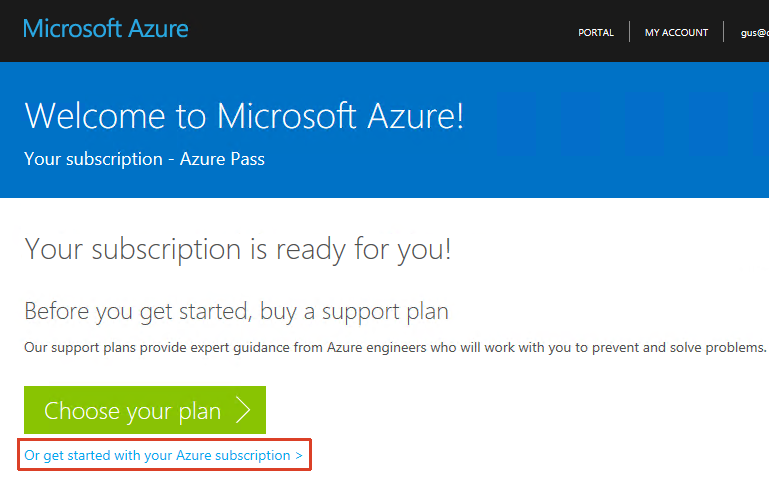 Microsoft Azure
PORTAL
MY ACCOUNT
gus@
Welcome to Microsoft Azure!
Your subscription - Azure Pass
Your subscription is ready for you!
Before you get started, buy a support plan
Our support plans provide expert guidance from Azure engineers who will work with you to prevent and solve problems.
Choose your plan
Or get started with your Azure subscription >